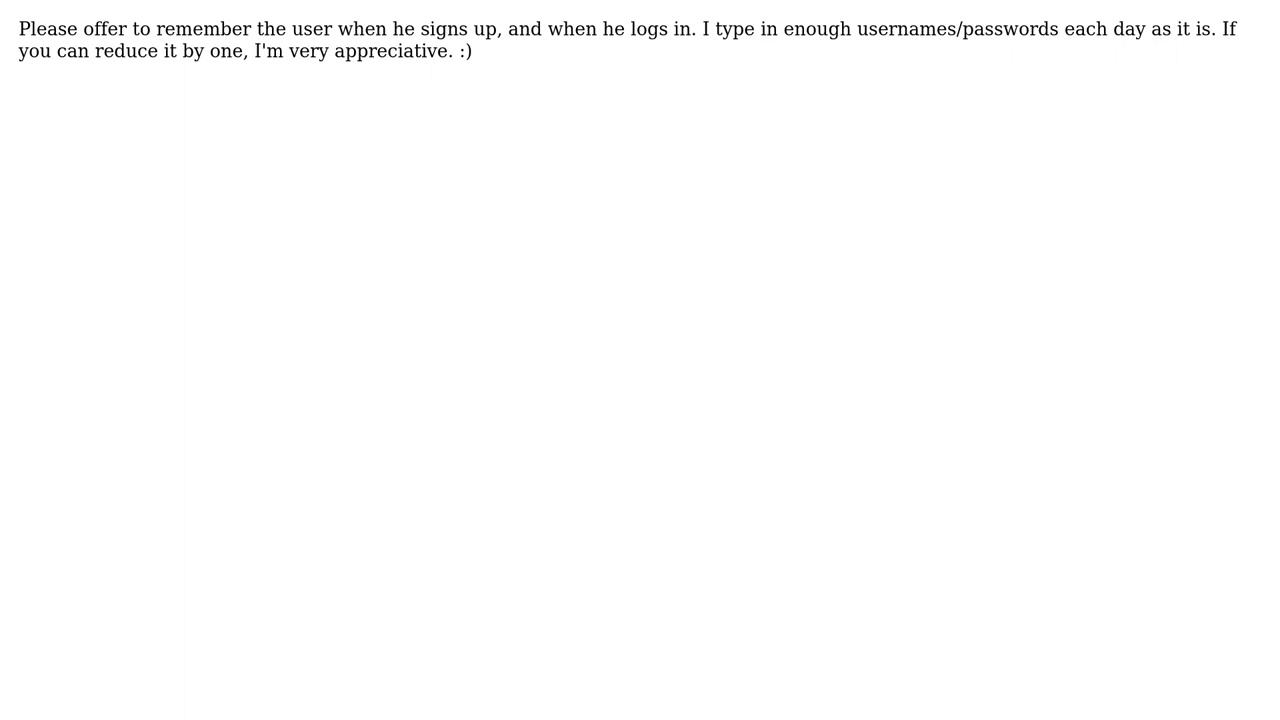 Please offer to remember the user when he signs up, and when he logs in. I type in enough usernames/passwords each day as it is. If
you can reduce it by one, I'm very appreciative. :)